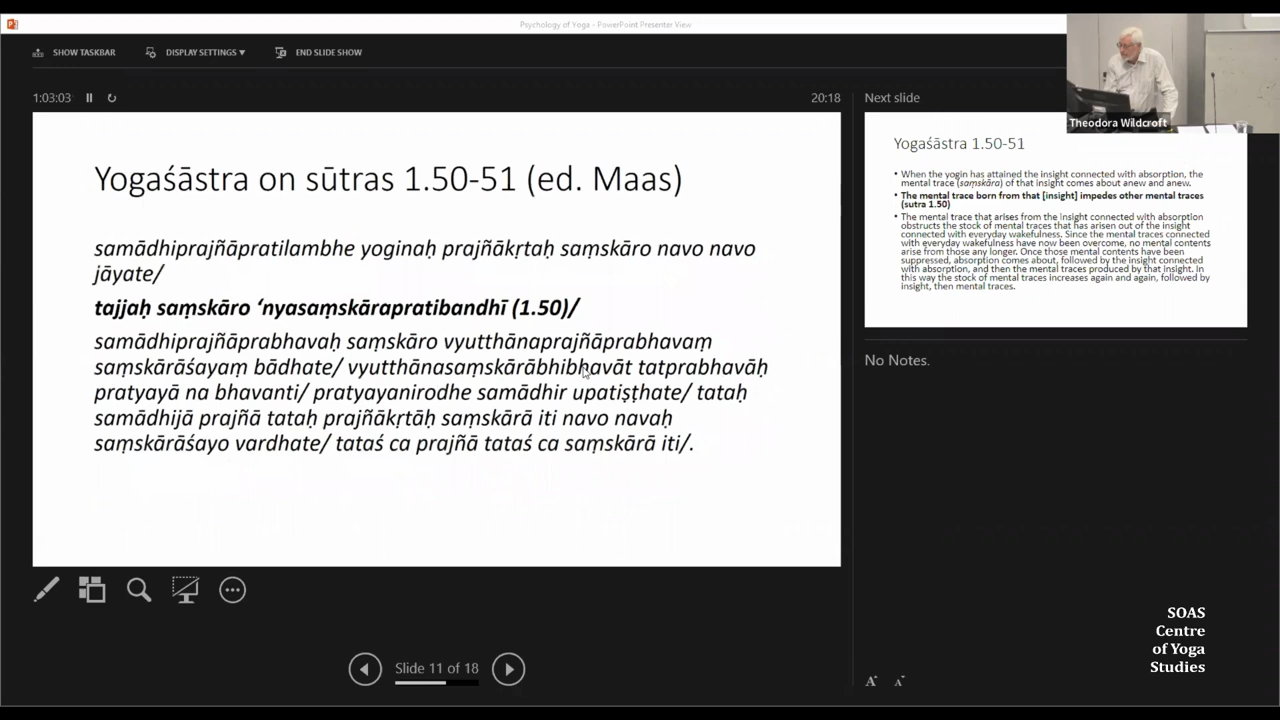 Psychology of Yoga - PowerPoint Presenter View
SHOW TASKBAR
DISPLAY SETTINGS ▾
END SLIDE SHOW
1:03:03
20:18
Next slide
Theodora Wildcroft
Yogaśāstra on sūtras 1.50-51 (ed. Maas)
samādhiprajñāpratilambhe yoginaḥ prajñākṛtaḥ saṃskāro navo navo
jāyate/
tajjaḥ saṃskāro ‘nyasaṃskārapratibandhī (1.50)/
samādhiprajñāprabhavaḥ saṃskāro vyutthānaprajñāprabhavaṃ
saṃskārāśayaṃ bādhate/ vyutthānasaṃskārābhibhavāt tatprabhavāḥ
pratyayā na bhavanti/ pratyayanirodhe samādhir upatiṣṭhate/ tataḥ
samādhijā prajñā tataḥ prajñākṛtāḥ saṃskārā iti navo navaḥ
saṃskārāśayo vardhate/ tataś ca prajñā tataś ca saṃskārā iti/.
Yogaśāstra 1.50-51
• When the yogin has attained the insight connected with absorption, the
mental trace (saṃskāra) of that insight comes about anew and anew.
• The mental trace born from that [insight] impedes other mental traces
(sutra 1.50)
• The mental trace that arises from the insight connected with absorption
obstructs the stock of mental traces that has arisen out of the insight
connected with everyday wakefulness. Since the mental traces connected
with everyday wakefulness have now been overcome, no mental contents
arise from those any longer. Once those mental contents have been
suppressed, absorption comes about, followed by the insight connected
with absorption, and then the mental traces produced by that insight. In
this way the stock of mental traces increases again and again, followed by
insight, then mental traces.
No Notes.
Slide 11 of 18
SOAS
Centre
of Yoga
Studies
A A